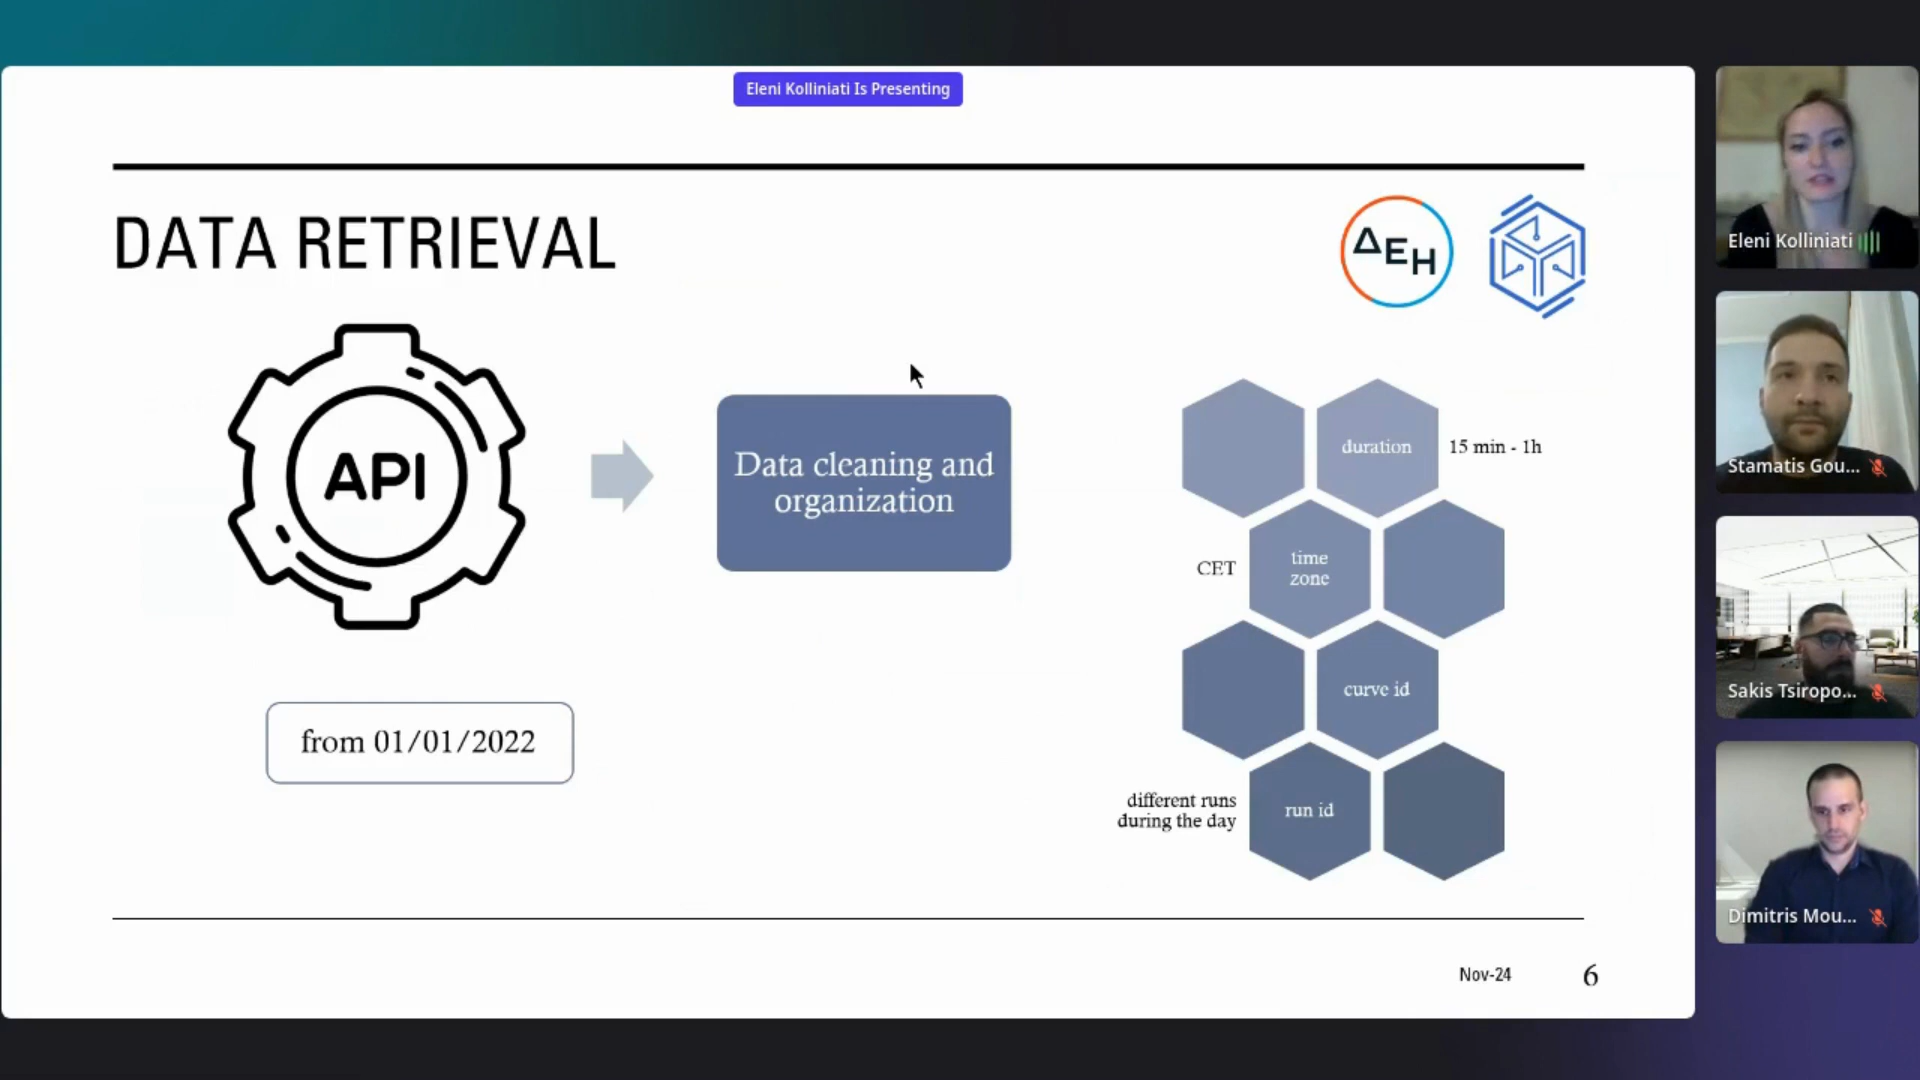 Eleni Kolliniati Is Presenting
DATA RETRIEVAL
ΔΕΗ
API
Data cleaning and
organization
from 01/01/2022
duration
15 min - 1h
CET
time
zone
curve id
different runs
during the day
run id
Nov-24
6
Eleni Kolliniati
Stamatis Gou...
Sakis Tsiropo...
Dimitris Mou...